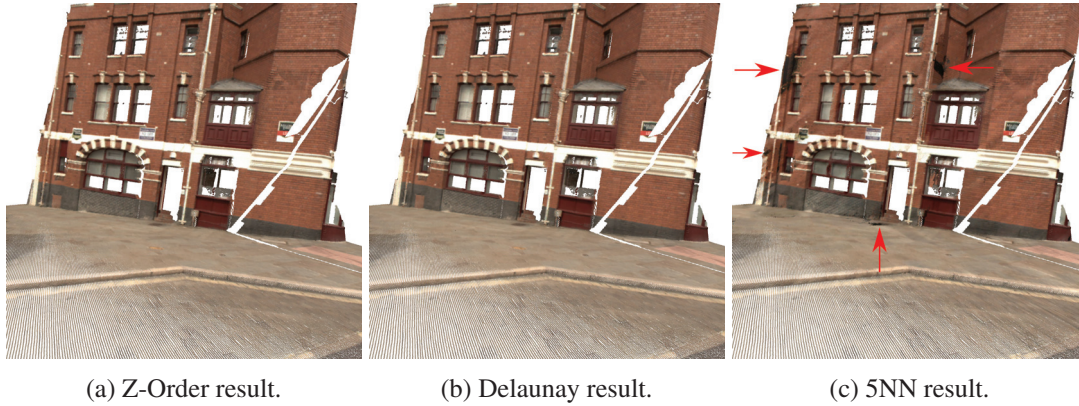 (a) Z-Order result.
(b) Delaunay result.
(c) 5NN result.